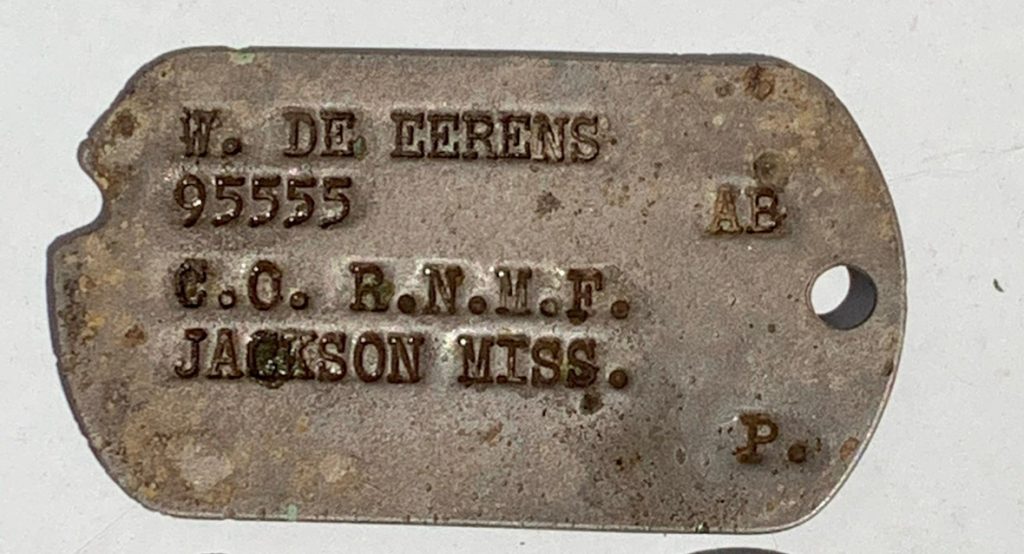 W. DE EERENS
95555 AB
C.O. R.N.M.F.
JACKSON MISS.
P.